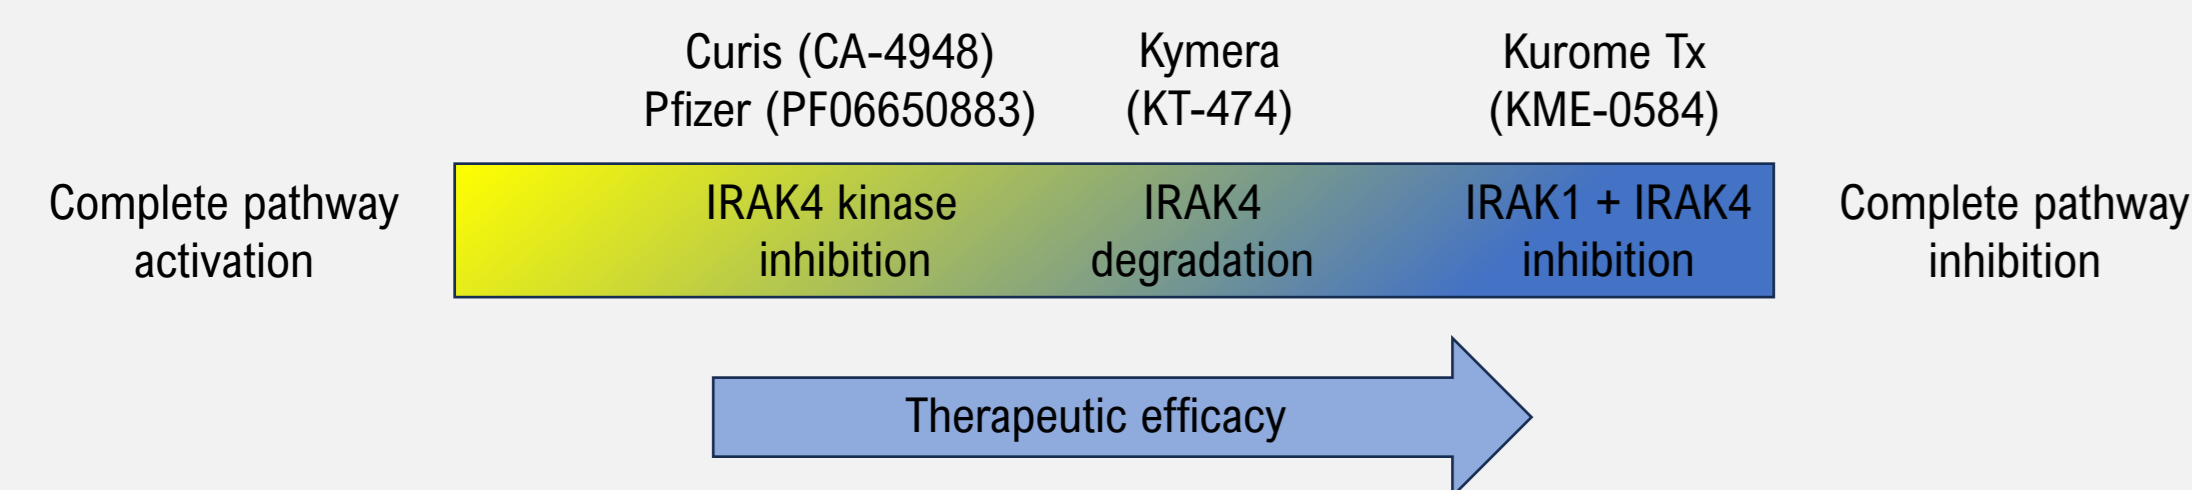 Curis (CA-4948)
Pfizer (PF06650883)
Kymera
(KT-474)
Kurome Tx
(KME-0584)
Complete pathway
activation
IRAK4 kinase
inhibition
IRAK4
degradation
IRAK1 + IRAK4
inhibition
Complete pathway
inhibition
Therapeutic efficacy